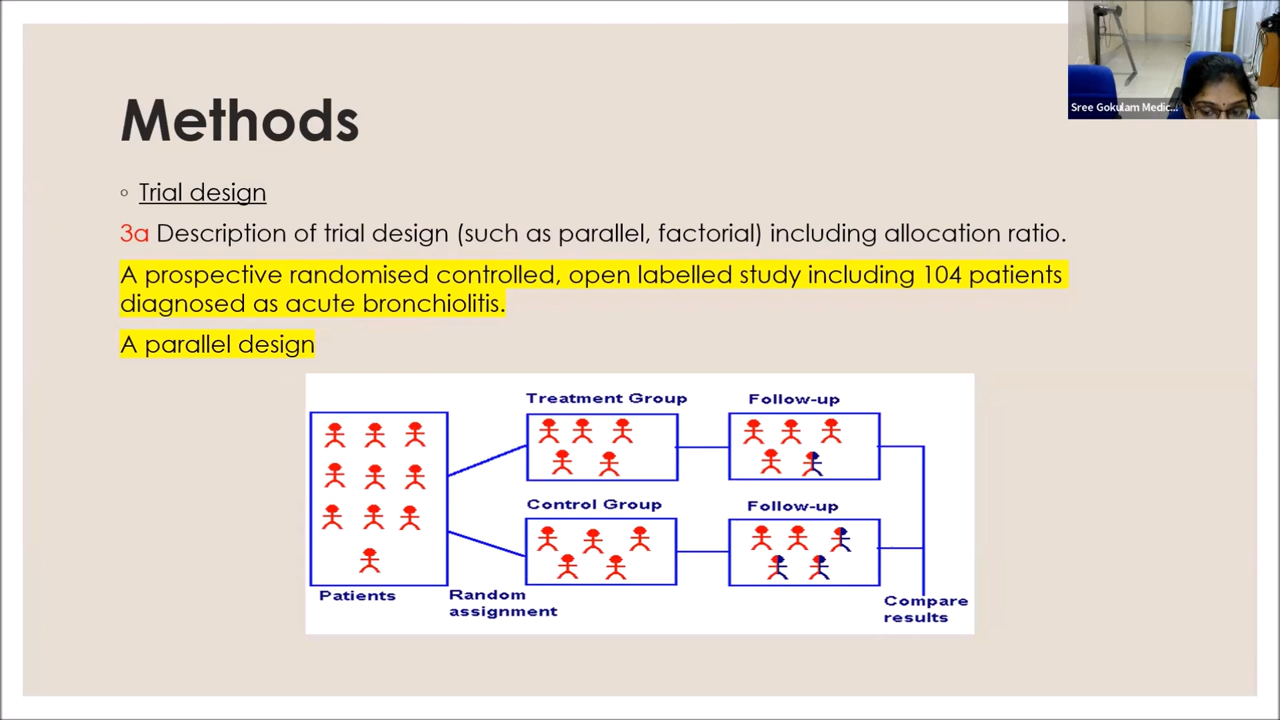 Sree Gokulam Medic...
Methods
Trial design
3a Description of trial design (such as parallel, factorial) including allocation ratio.
A prospective randomised controlled, open labelled study including 104 patients
diagnosed as acute bronchiolitis.
A parallel design
Treatment Group
Follow-up
Control Group
Follow-up
Patients
Random
assignment
Compare
results